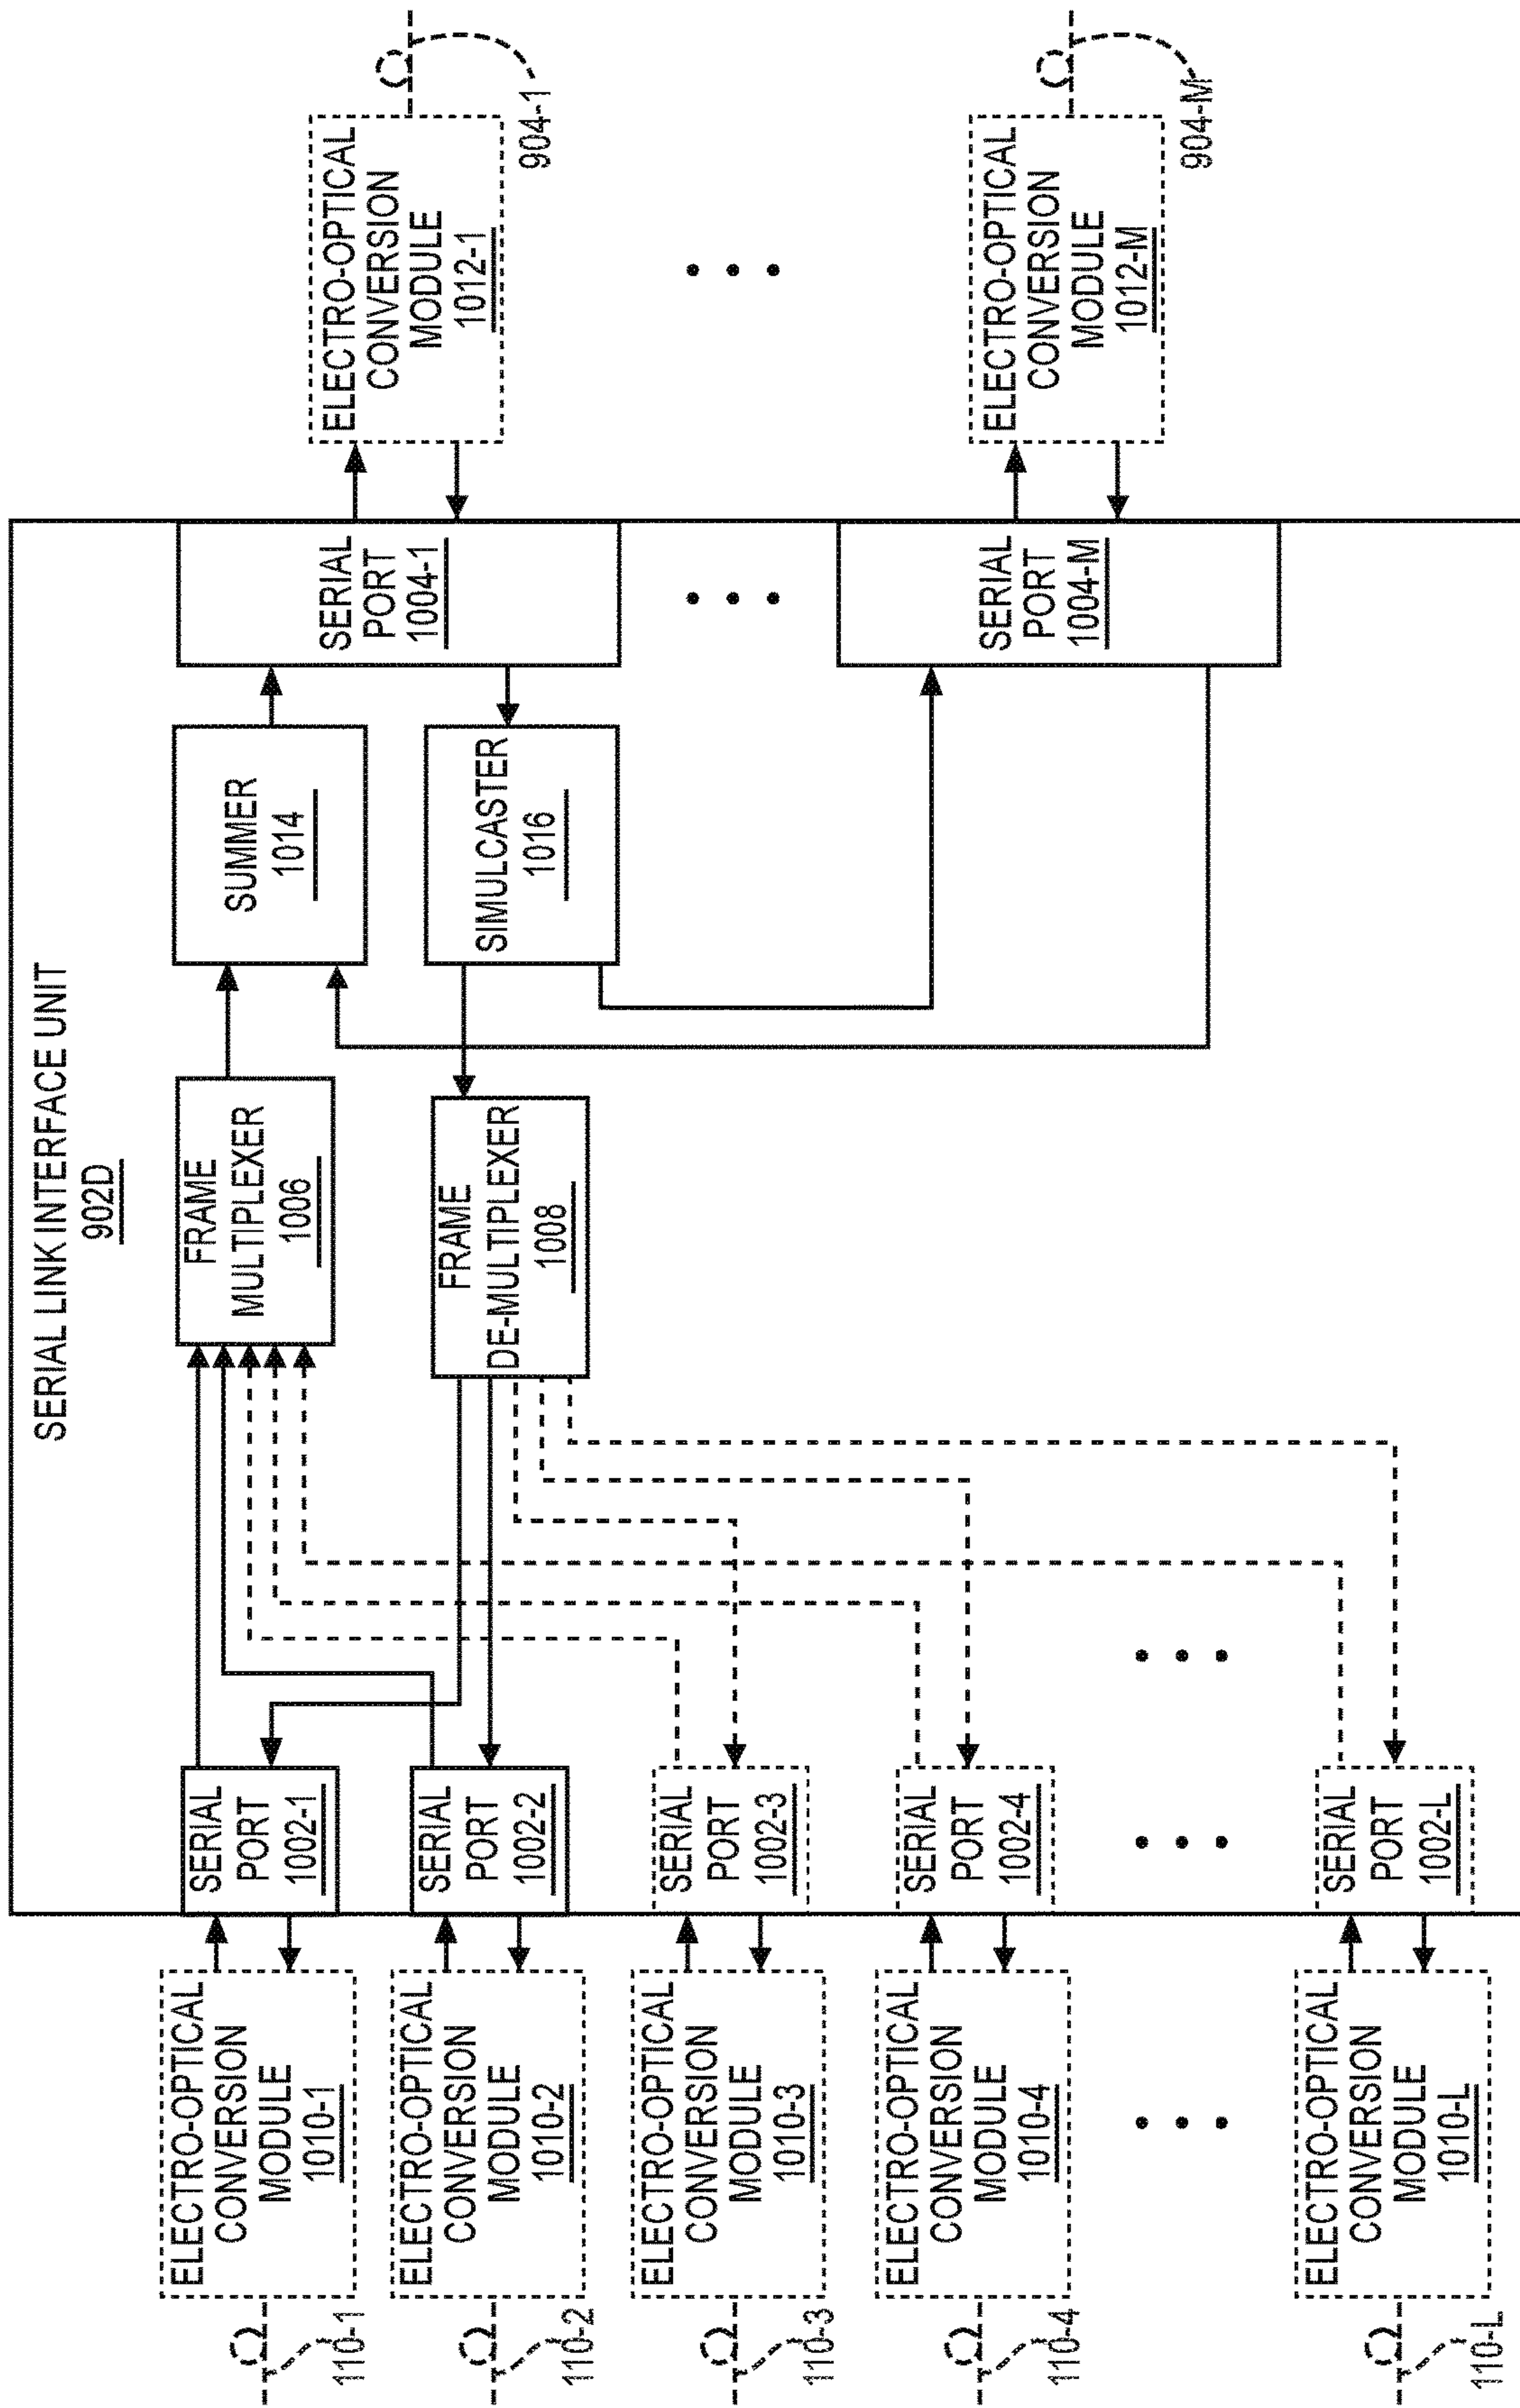 SERIAL LINK INTERFACE UNIT
902D
ELECTRO-OPTICAL
CONVERSION
MODULE
1010-1
110-1
SERIAL
PORT
1002-1
FRAME
MULTIPLEXER
1006
SUMMER
1014
SERIAL
PORT
1004-1
ELECTRO-OPTICAL
CONVERSION
MODULE
1012-1
904-1
ELECTRO-OPTICAL
CONVERSION
MODULE
1010-2
110-2
SERIAL
PORT
1002-2
FRAME
DE-MULTIPLEXER
1008
SIMULCASTER
1016
ELECTRO-OPTICAL
CONVERSION
MODULE
1010-3
110-3
SERIAL
PORT
1002-3
ELECTRO-OPTICAL
CONVERSION
MODULE
1010-4
110-4
SERIAL
PORT
1002-4
SERIAL
PORT
1004-M
ELECTRO-OPTICAL
CONVERSION
MODULE
1012-M
904-M
ELECTRO-OPTICAL
CONVERSION
MODULE
1010-L
110-L
SERIAL
PORT
1002-L